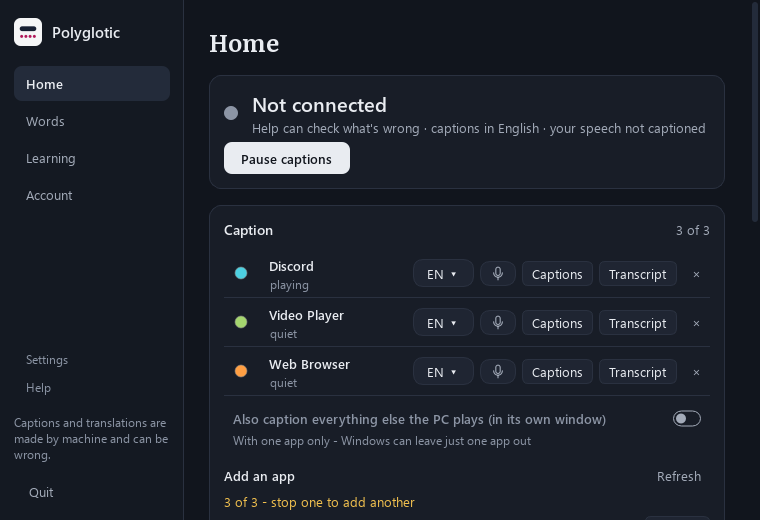 Polyglotic
Home
Words
Learning
Account
Settings
Help
Captions and translations are
made by machine and can be
wrong.
Quit
Home
Not connected
Help can check what's wrong · captions in English · your speech not captioned
Pause captions
Caption 3 of 3
Discord
playing
EN ▾ Captions Transcript ×
Video Player
quiet
EN ▾ Captions Transcript ×
Web Browser
quiet
EN ▾ Captions Transcript ×
Also caption everything else the PC plays (in its own window)
With one app only - Windows can leave just one app out
Add an app Refresh
3 of 3 - stop one to add another